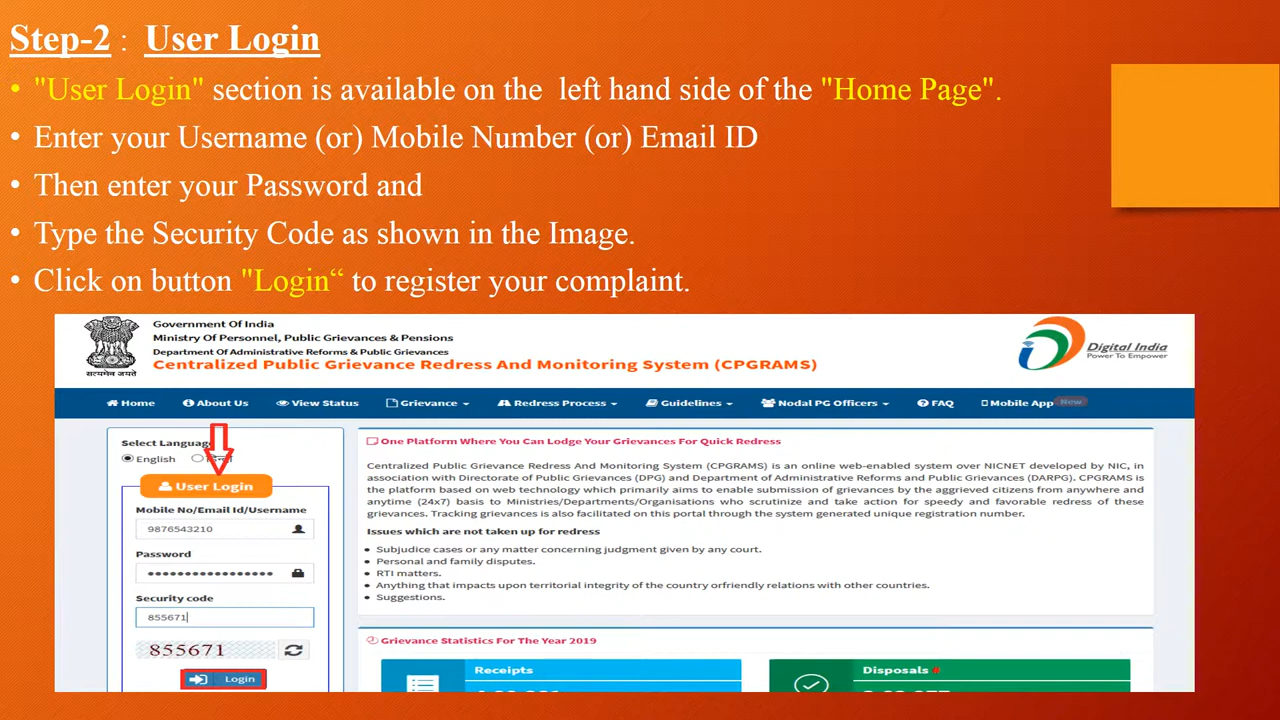 Step-2 : User Login
• "User Login" section is available on the left hand side of the "Home Page".
• Enter your Username (or) Mobile Number (or) Email ID
• Then enter your Password and
• Type the Security Code as shown in the Image.
• Click on button "Login“ to register your complaint.
Government Of India
Ministry Of Personnel, Public Grievances & Pensions
Department Of Administrative Reforms & Public Grievances
Centralized Public Grievance Redress And Monitoring System (CPGRAMS)
सत्यमेव जयते
Digital India
Power To Empower
Home About Us View Status Grievance Redress Process Guidelines Nodal PG Officers FAQ Mobile App New
Select Language
English
User Login
Mobile No/Email Id/Username
9876543210
Password
Security code
855671
855671
Login
One Platform Where You Can Lodge Your Grievances For Quick Redress
Centralized Public Grievance Redress And Monitoring System (CPGRAMS) is an online web-enabled system over NICNET developed by NIC, in
association with Directorate of Public Grievances (DPG) and Department of Administrative Reforms and Public Grievances (DARPG). CPGRAMS is
the platform based on web technology which primarily aims to enable submission of grievances by the aggrieved citizens from anywhere and
anytime (24x7) basis to Ministries/Departments/Organisations who scrutinize and take action for speedy and favorable redress of these
grievances. Tracking grievances is also facilitated on this portal through the system generated unique registration number.
Issues which are not taken up for redress
• Subjudice cases or any matter concerning judgment given by any court.
• Personal and family disputes.
• RTI matters.
• Anything that impacts upon territorial integrity of the country orfriendly relations with other countries.
• Suggestions.
Grievance Statistics For The Year 2019
Receipts
Disposals #